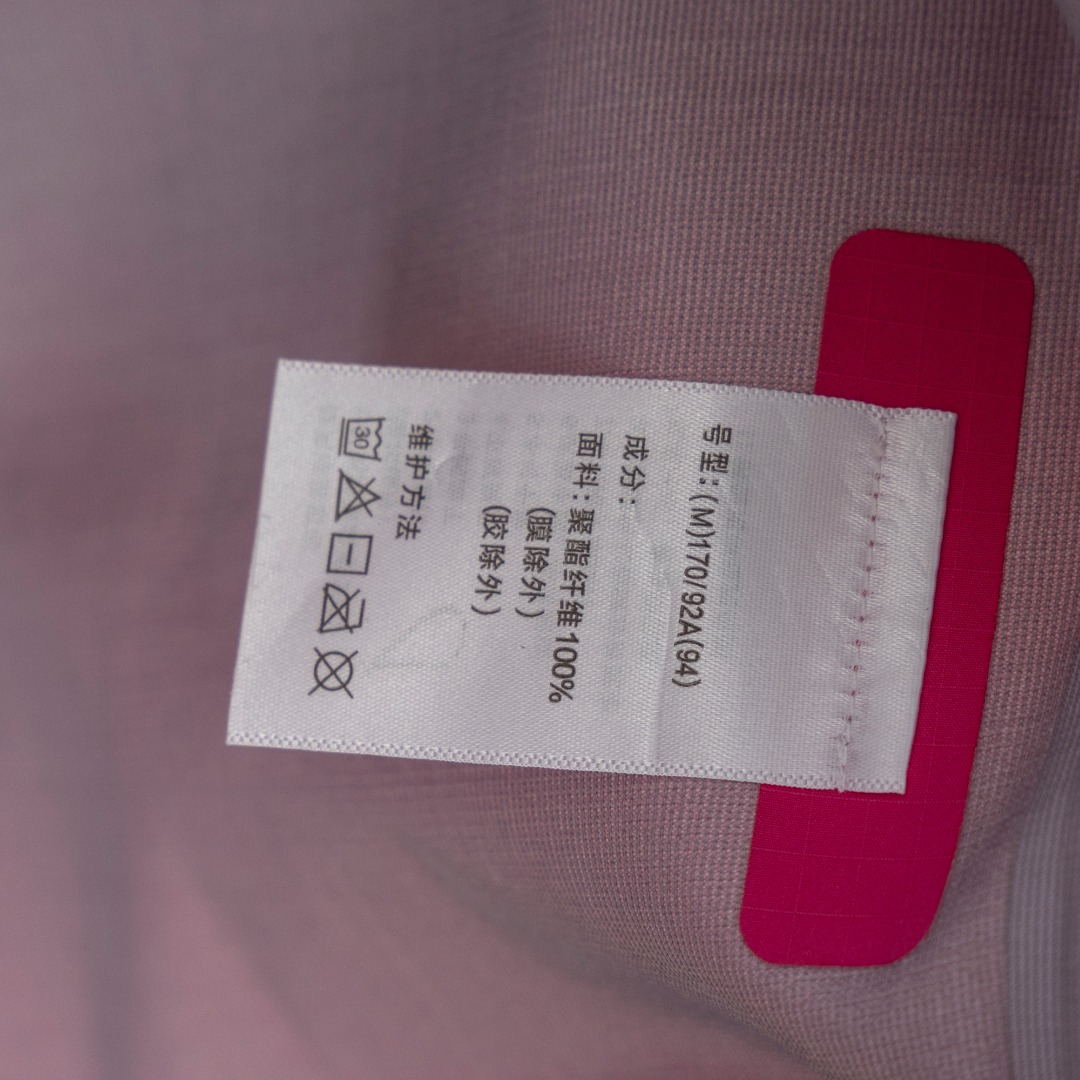 号型：(M)170/92A(94)
成分：
面料：聚酯纤维100%
(膜除外)
(胶除外)
维护方法
30